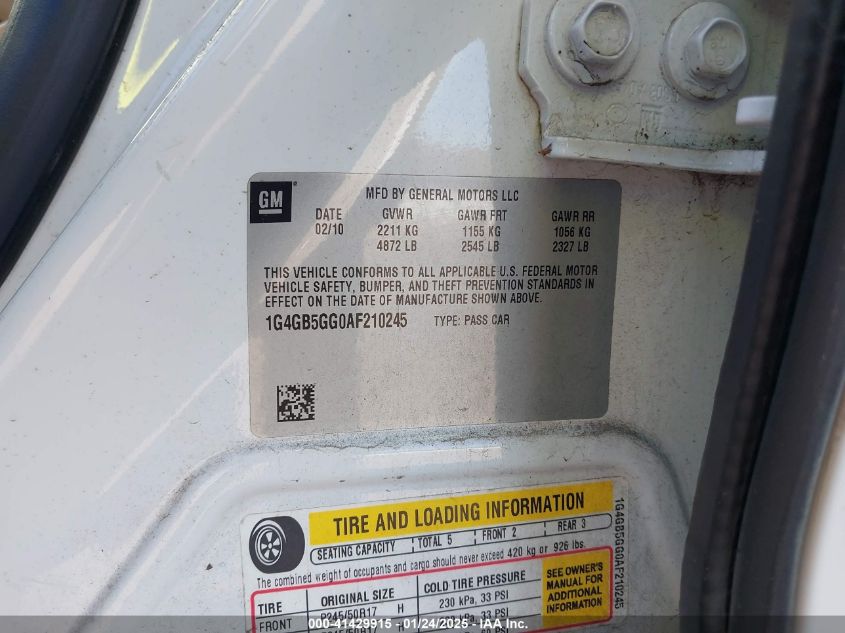 GM
MFD BY GENERAL MOTORS LLC
DATE GVWR GAWR FRT GAWR RR
02/10 2211 KG 1155 KG 1056 KG
4872 LB 2545 LB 2327 LB
THIS VEHICLE CONFORMS TO ALL APPLICABLE U.S. FEDERAL MOTOR
VEHICLE SAFETY, BUMPER, AND THEFT PREVENTION STANDARDS IN
EFFECT ON THE DATE OF MANUFACTURE SHOWN ABOVE.
1G4GB5GG0AF210245 TYPE: PASS CAR
TIRE AND LOADING INFORMATION
SEATING CAPACITY TOTAL 5 FRONT 2 REAR 3
The combined weight of occupants and cargo should never exceed 420 kg or 926 lbs.
TIRE ORIGINAL SIZE COLD TIRE PRESSURE
FRONT P245/50R17 H 230 kPa, 33 PSI
SEE OWNER'S
MANUAL FOR
ADDITIONAL
INFORMATION
1G4GB5GG0AF210245
000-41429915 - 01/24/2025 - IAA Inc.